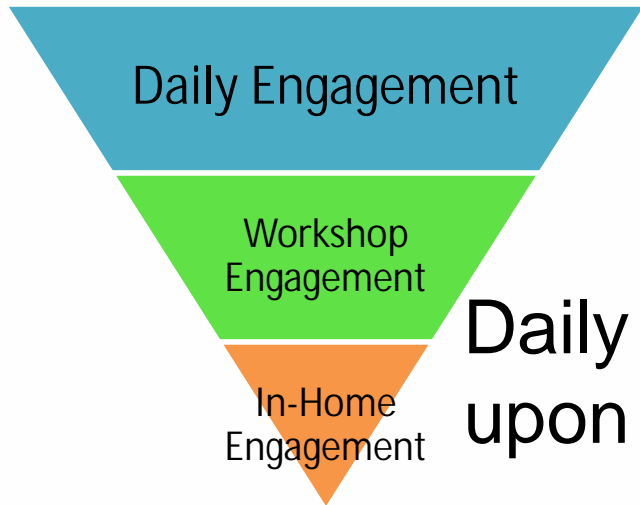 Daily Engagement
Workshop
Engagement
In-Home
Engagement
Daily
upon